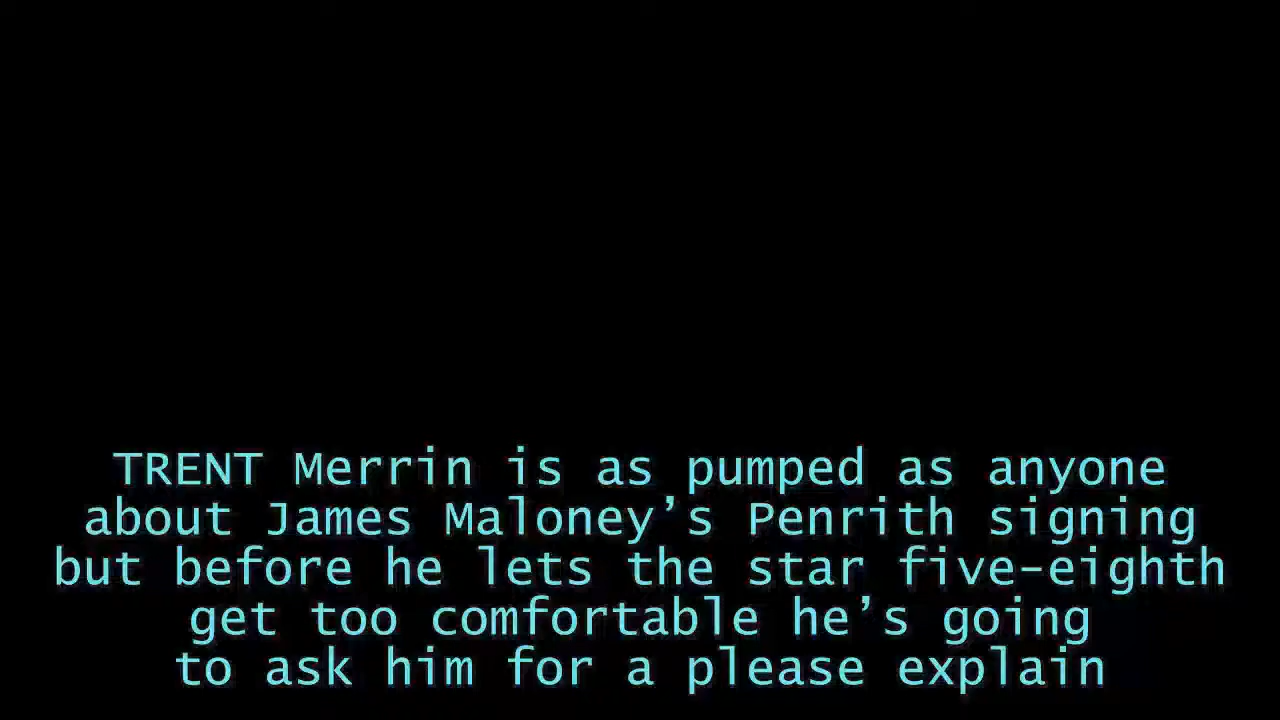 TRENT Merrin is as pumped as anyone
about James Maloney’s Penrith signing
but before he lets the star five-eighth
get too comfortable he’s going
to ask him for a please explain